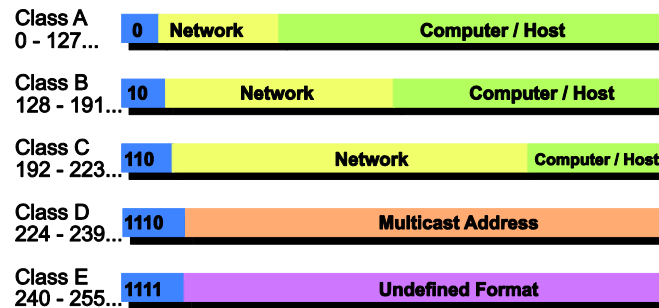 Class A
0 - 127...
0 Network Computer / Host
Class B
128 - 191...
10 Network Computer / Host
Class C
192 - 223...
110 Network Computer / Host
Class D
224 - 239...
1110 Multicast Address
Class E
240 - 255...
1111 Undefined Format